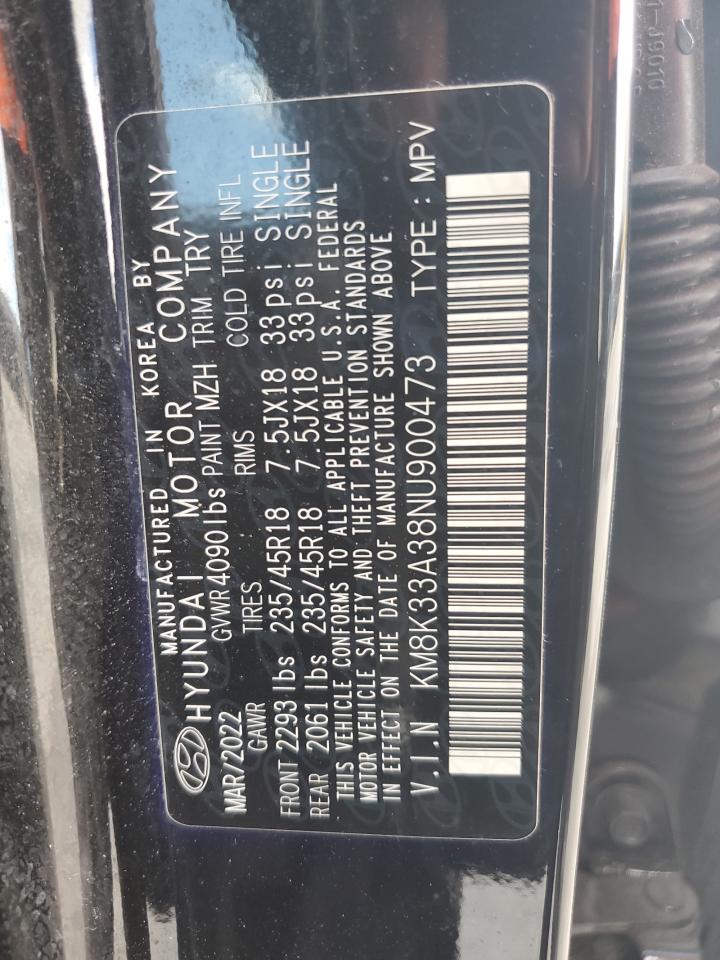 MANUFACTURED IN KOREA BY
HYUNDAI MOTOR COMPANY
MAR/2022 GVWR 4090 lbs PAINT MZH TRIM TRY
GAWR TIRES RIMS COLD TIRE INFL
FRONT 2293 lbs 235/45R18 7.5JX18 33 psi SINGLE
REAR 2061 lbs 235/45R18 7.5JX18 33 psi SINGLE
THIS VEHICLE CONFORMS TO ALL APPLICABLE U.S.A. FEDERAL
MOTOR VEHICLE SAFETY AND THEFT PREVENTION STANDARDS
IN EFFECT ON THE DATE OF MANUFACTURE SHOWN ABOVE
V.I.N KM8K33A38NU900473 TYPE : MPV